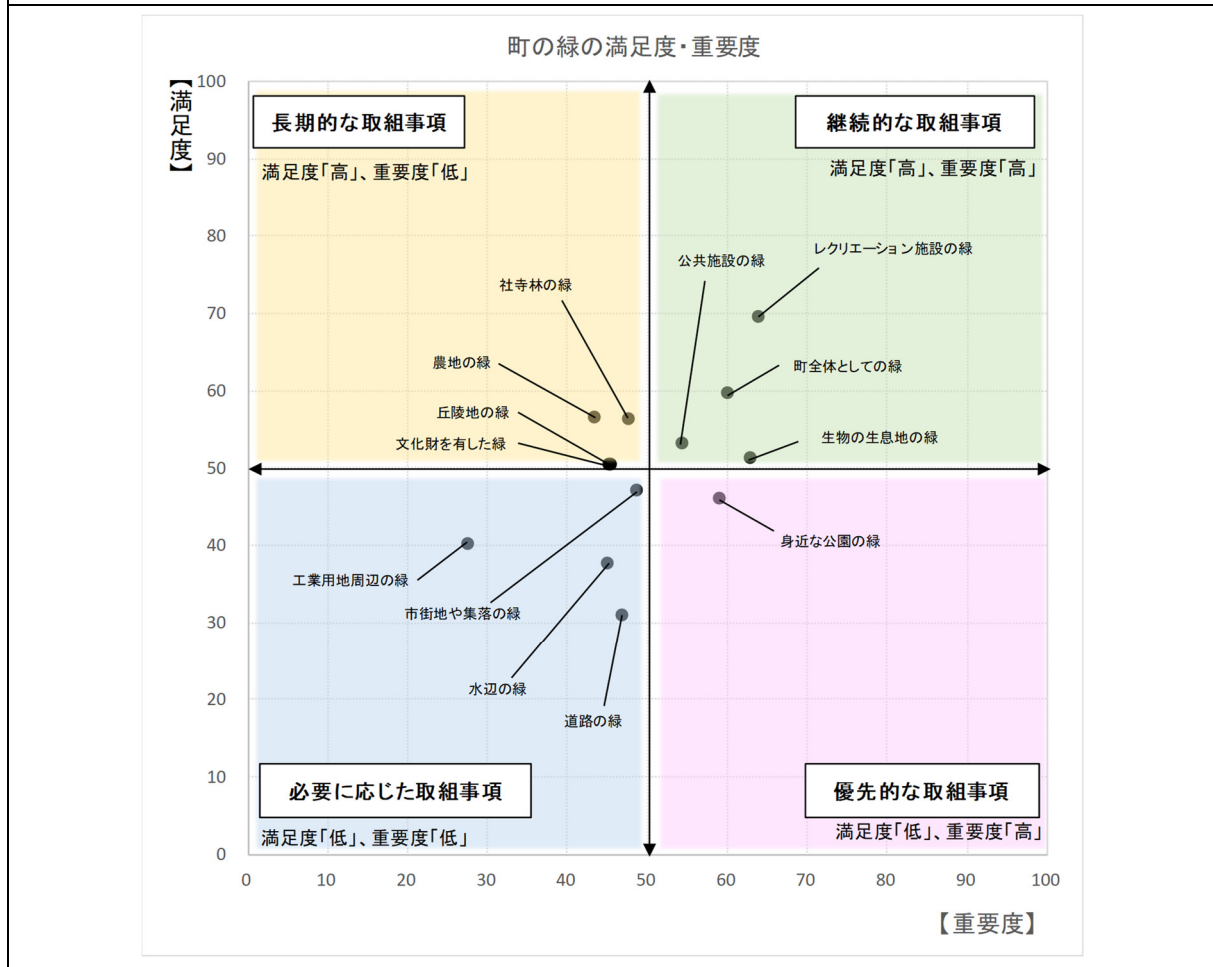 町の緑の満足度・重要度
【満足度】
100
90
80
70
60
50
40
30
20
10
0
長期的な取組事項
満足度「高」、重要度「低」
継続的な取組事項
満足度「高」、重要度「高」
レクリエーション施設の緑
公共施設の緑
社寺林の緑
農地の緑
町全体としての緑
丘陵地の緑
文化財を有した緑
生物の生息地の緑
身近な公園の緑
工業用地周辺の緑
市街地や集落の緑
水辺の緑
道路の緑
必要に応じた取組事項
満足度「低」、重要度「低」
優先的な取組事項
満足度「低」、重要度「高」
0 10 20 30 40 50 60 70 80 90 100
【重要度】